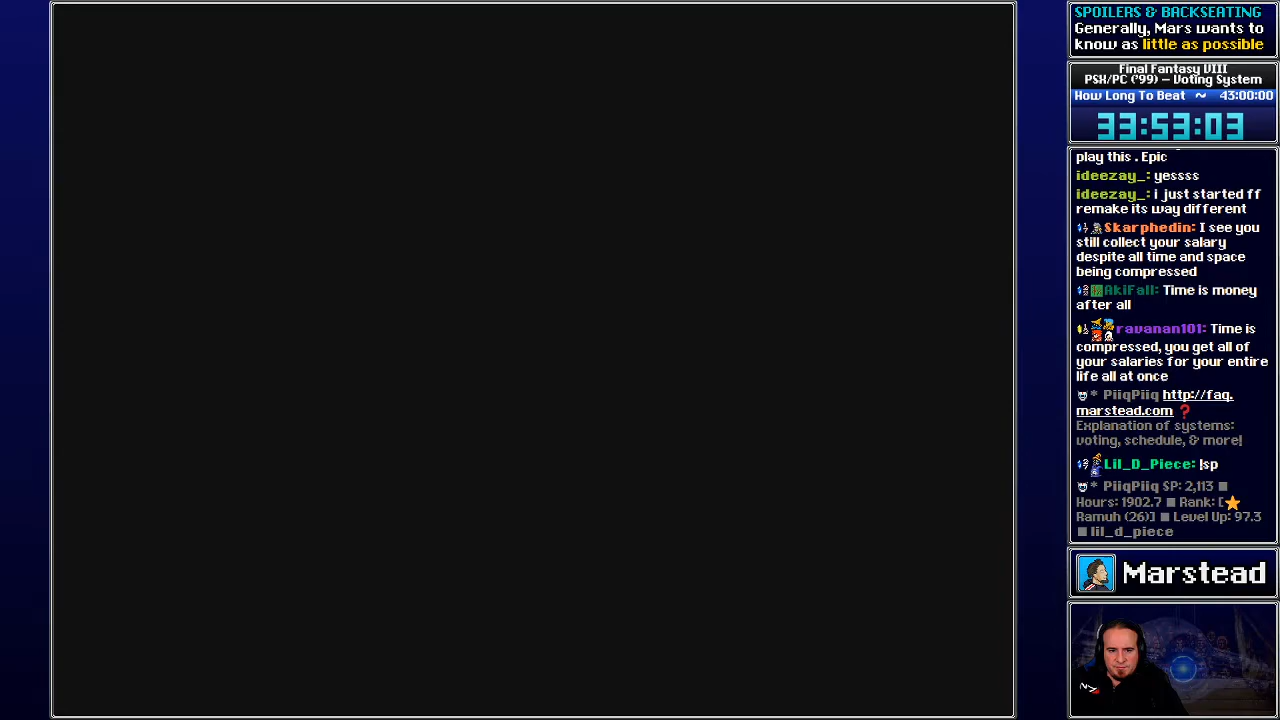 SPOILERS & BACKSEATING
Generally, Mars wants to
know as little as possible
Final Fantasy VIII
PSX/PC ('99) – Voting System
How Long To Beat ~ 43:00:00
33:53:03
play this . Epic
ideezay_: yessss
ideezay_: i just started ff
remake its way different
Skarphedin: I see you
still collect your salary
despite all time and space
being compressed
AkiFall: Time is money
after all
ravanan101: Time is
compressed, you get all of
your salaries for your entire
life all at once
* PiiqPiiq http://faq.
marstead.com ❓
Explanation of systems:
voting, schedule, & more!
Lil_D_Piece: !sp
* PiiqPiiq SP: 2,113 ■
Hours: 1902.7 ■ Rank: [⭐
Ramuh (26)] ■ Level Up: 97.3
■ lil_d_piece
Marstead
N7